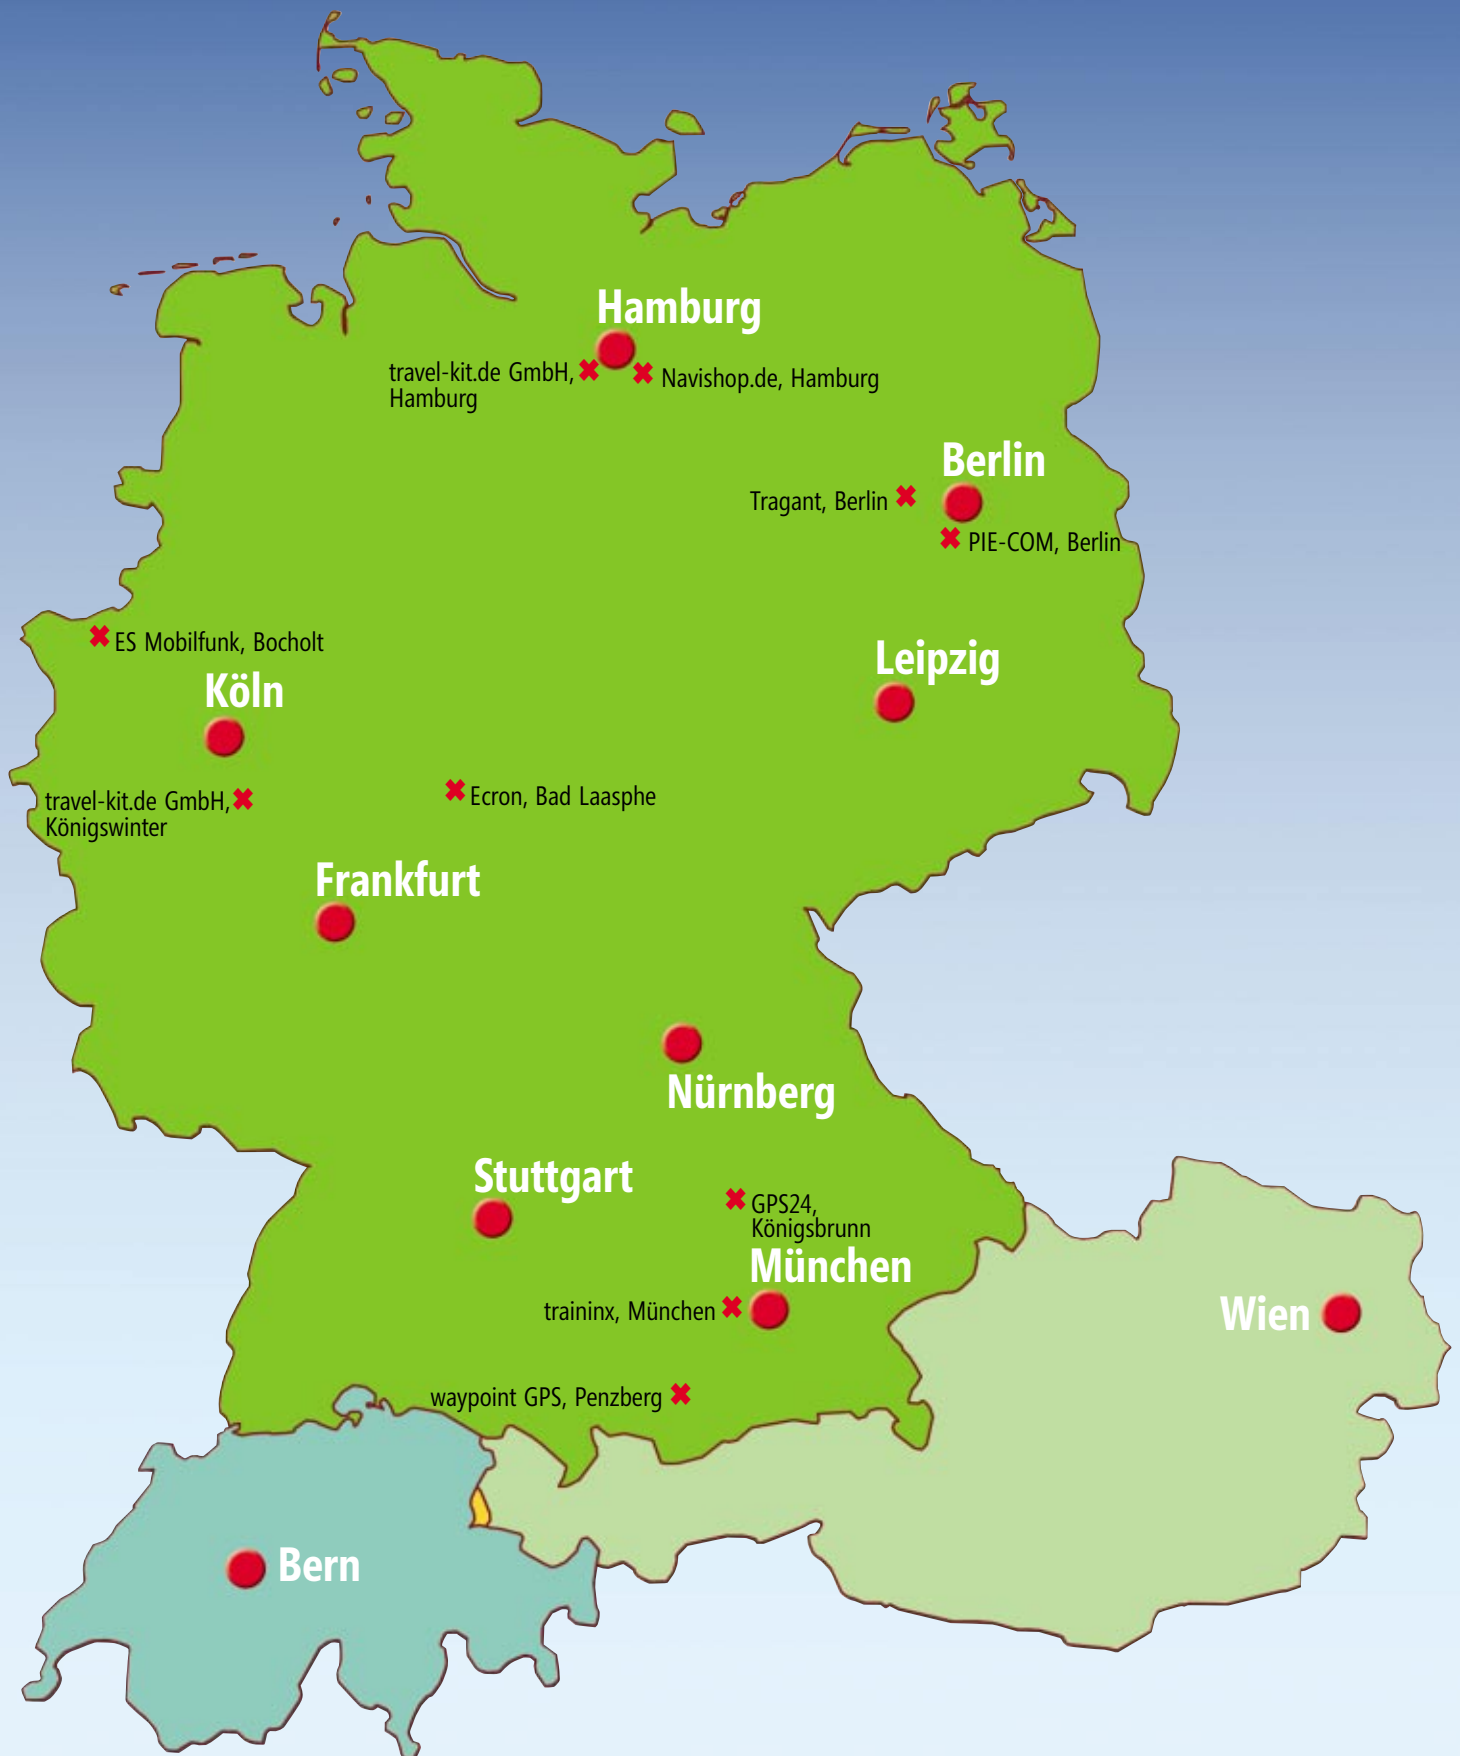 Hamburg
travel-kit.de GmbH,
Hamburg
Navishop.de, Hamburg
Berlin
Tragant, Berlin
PIE-COM, Berlin
ES Mobilfunk, Bocholt
Köln
Leipzig
travel-kit.de GmbH,
Königswinter
Ecron, Bad Laasphe
Frankfurt
Nürnberg
Stuttgart
GPS24,
Königsbrunn
München
traininx, München
Wien
waypoint GPS, Penzberg
Bern